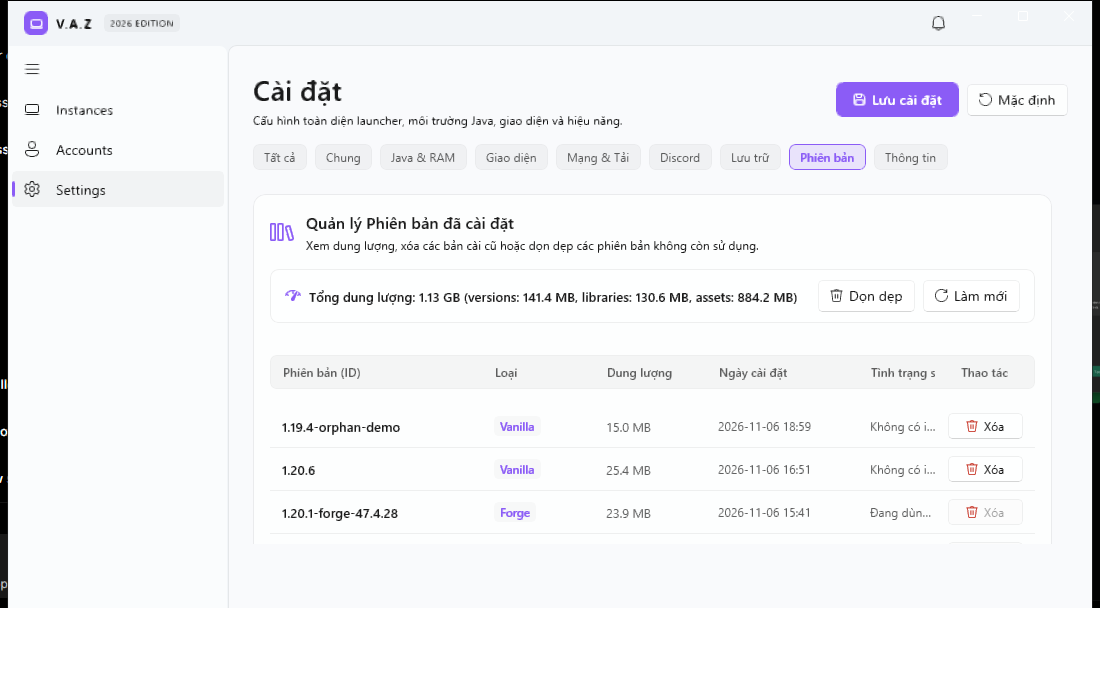 V.A.Z 2026 EDITION
Instances
Accounts
Settings
Cài đặt
Cấu hình toàn diện launcher, môi trường Java, giao diện và hiệu năng.
Lưu cài đặt
Mặc định
Tất cả Chung Java & RAM Giao diện Mạng & Tải Discord Lưu trữ Phiên bản Thông tin
Quản lý Phiên bản đã cài đặt
Xem dung lượng, xóa các bản cài cũ hoặc dọn dẹp các phiên bản không còn sử dụng.
Tổng dung lượng: 1.13 GB (versions: 141.4 MB, libraries: 130.6 MB, assets: 884.2 MB)
Dọn dẹp
Làm mới
Phiên bản (ID) Loại Dung lượng Ngày cài đặt Tình trạng s Thao tác
1.19.4-orphan-demo Vanilla 15.0 MB 2026-11-06 18:59 Không có i... Xóa
1.20.6 Vanilla 25.4 MB 2026-11-06 16:51 Không có i... Xóa
1.20.1-forge-47.4.28 Forge 23.9 MB 2026-11-06 15:41 Đang dùn... Xóa